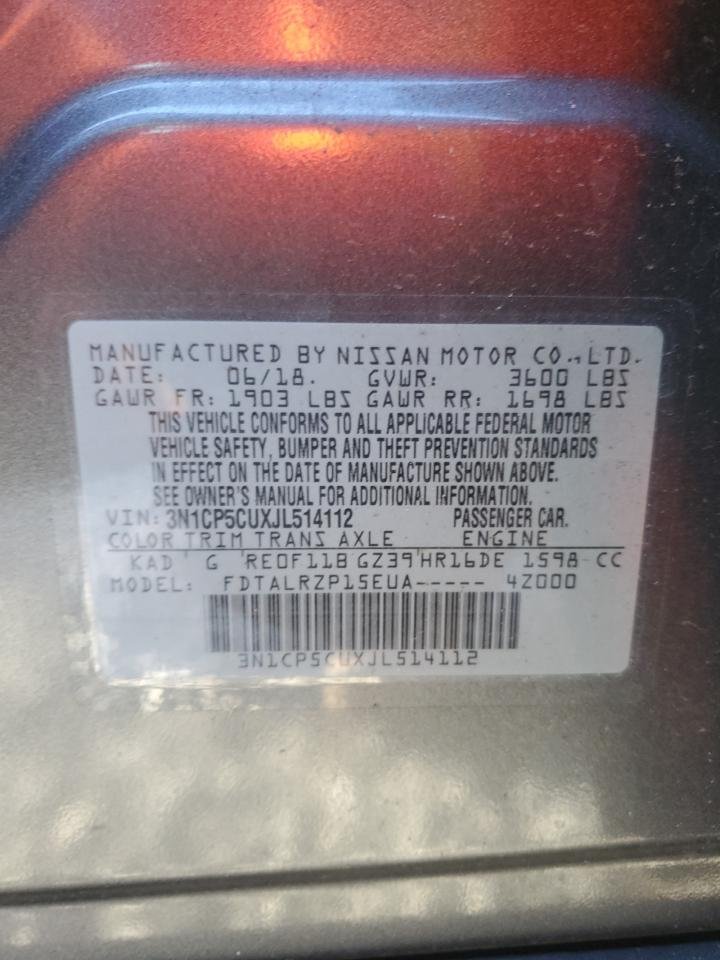 MANUFACTURED BY NISSAN MOTOR CO., LTD.
DATE: 06/18. GVWR: 3600 LBS
GAWR FR: 1903 LBS GAWR RR: 1698 LBS
THIS VEHICLE CONFORMS TO ALL APPLICABLE FEDERAL MOTOR
VEHICLE SAFETY, BUMPER AND THEFT PREVENTION STANDARDS
IN EFFECT ON THE DATE OF MANUFACTURE SHOWN ABOVE.
SEE OWNER'S MANUAL FOR ADDITIONAL INFORMATION.
VIN: 3N1CP5CUXJL514112 PASSENGER CAR.
COLOR TRIM TRANS AXLE ENGINE
KAD G RE0F11B GZ39 HR16DE 1598 CC
MODEL: FDTALRZP15EUA----- 4Z000
3N1CP5CUXJL514112